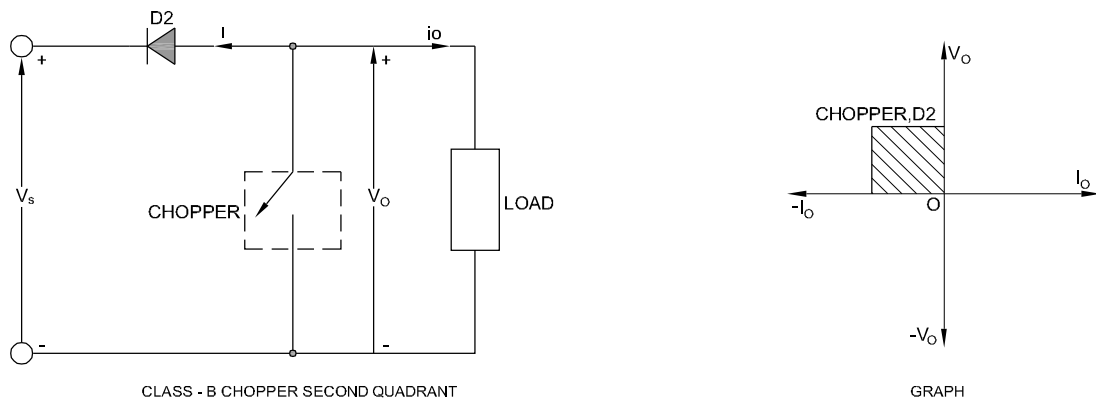 D2
I
io
+
+
Vs
CHOPPER
VO
LOAD
-
-
CLASS - B CHOPPER SECOND QUADRANT
VO
CHOPPER,D2
-IO
O
IO
-VO
GRAPH